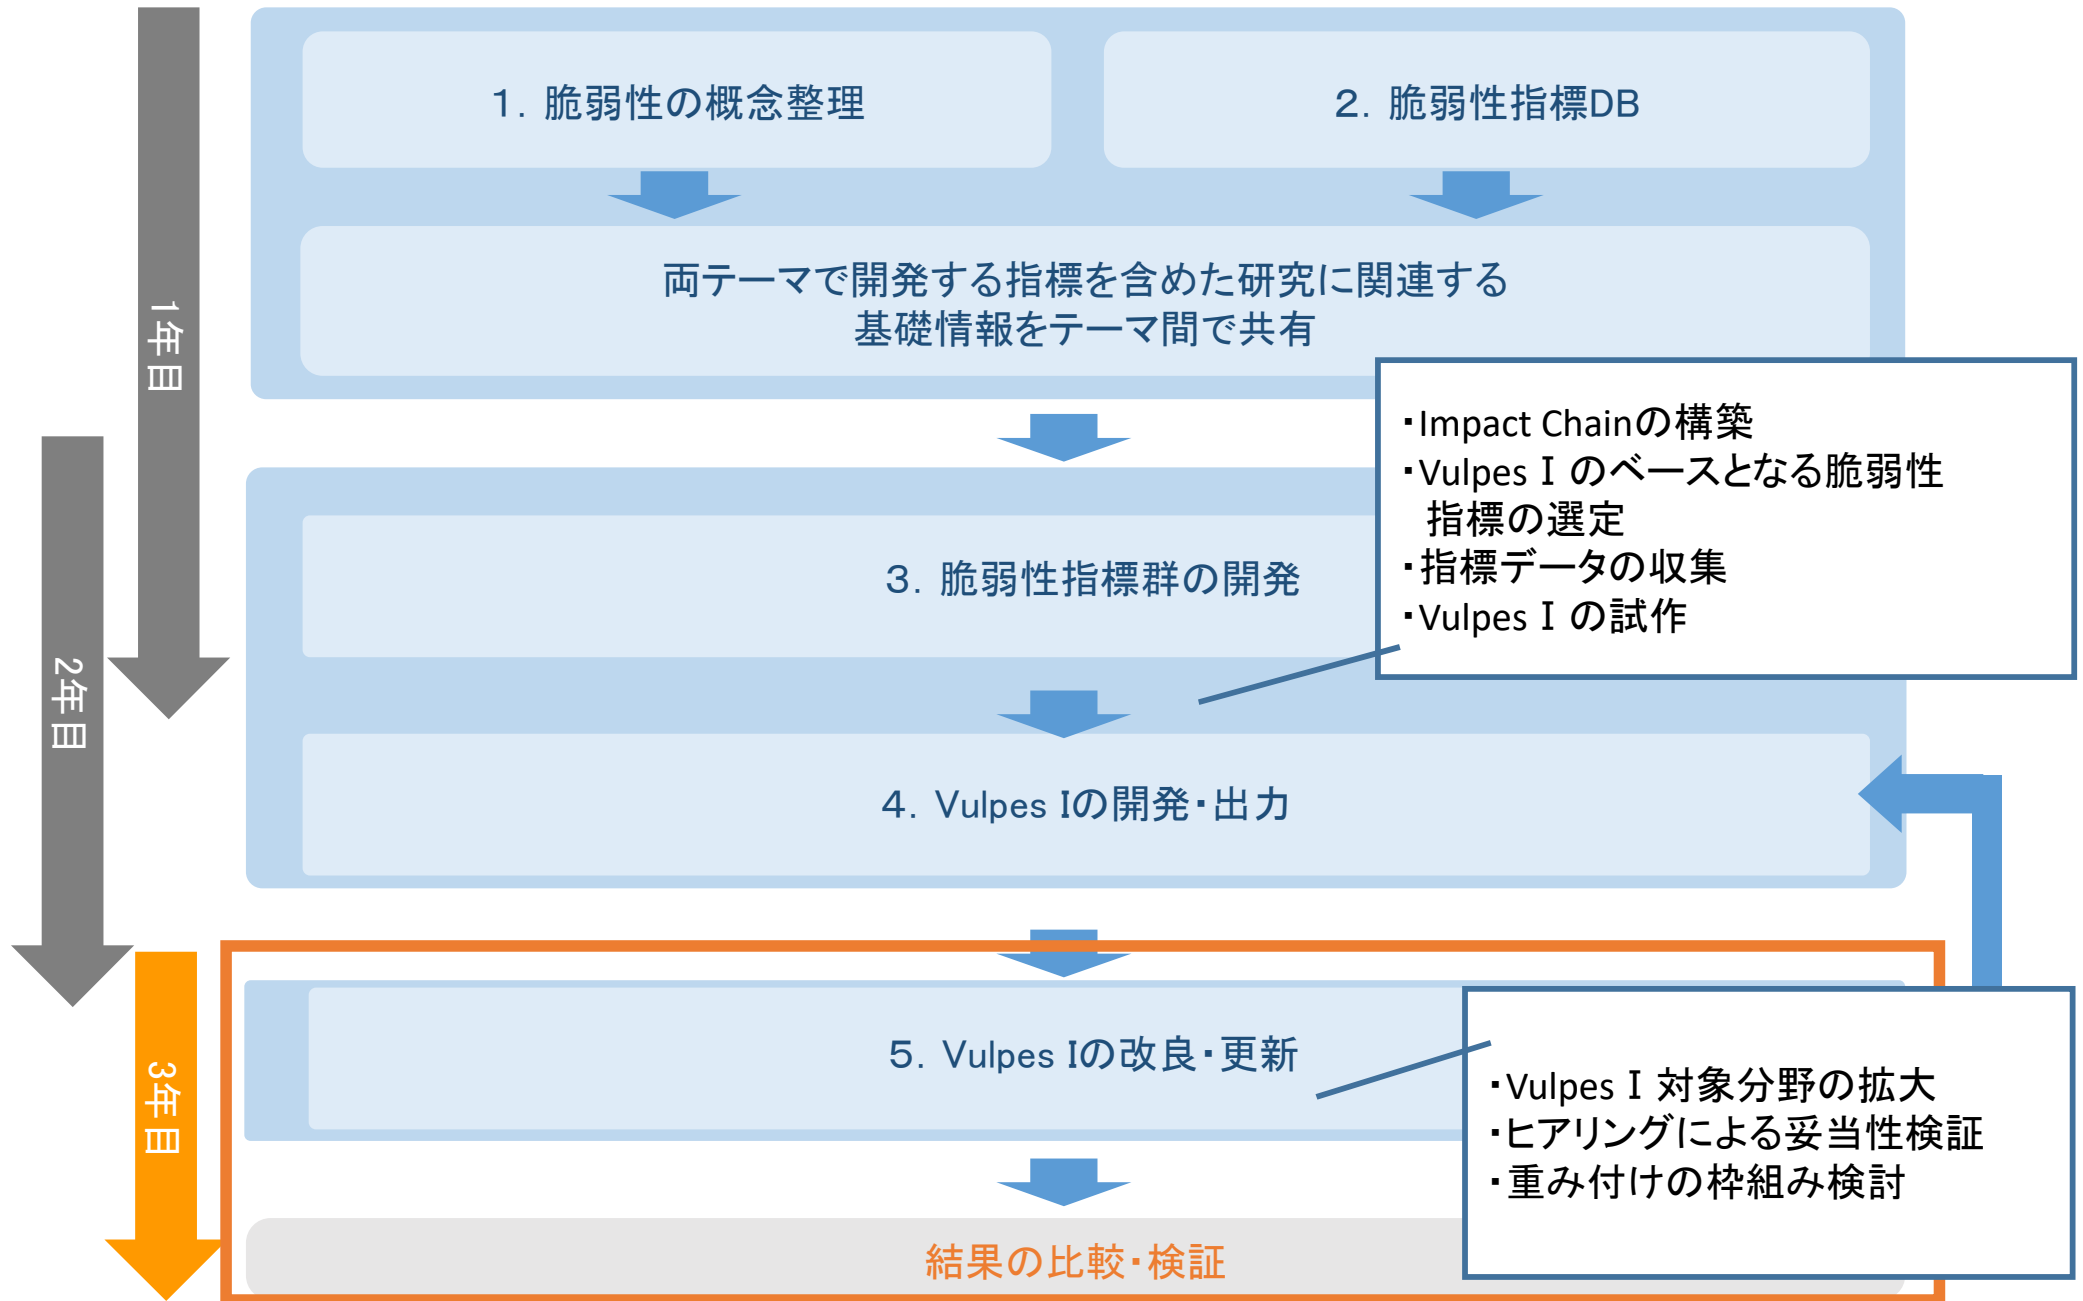 1．脆弱性の概念整理
2．脆弱性指標DB
両テーマで開発する指標を含めた研究に関連する
基礎情報をテーマ間で共有
1年目
・Impact Chainの構築
・Vulpes Ⅰ のベースとなる脆弱性
指標の選定
・指標データの収集
・Vulpes Ⅰ の試作
3．脆弱性指標群の開発
2年目
4．Vulpes Iの開発・出力
3年目
5．Vulpes Iの改良・更新
・Vulpes Ⅰ 対象分野の拡大
・ヒアリングによる妥当性検証
・重み付けの枠組み検討
結果の比較・検証